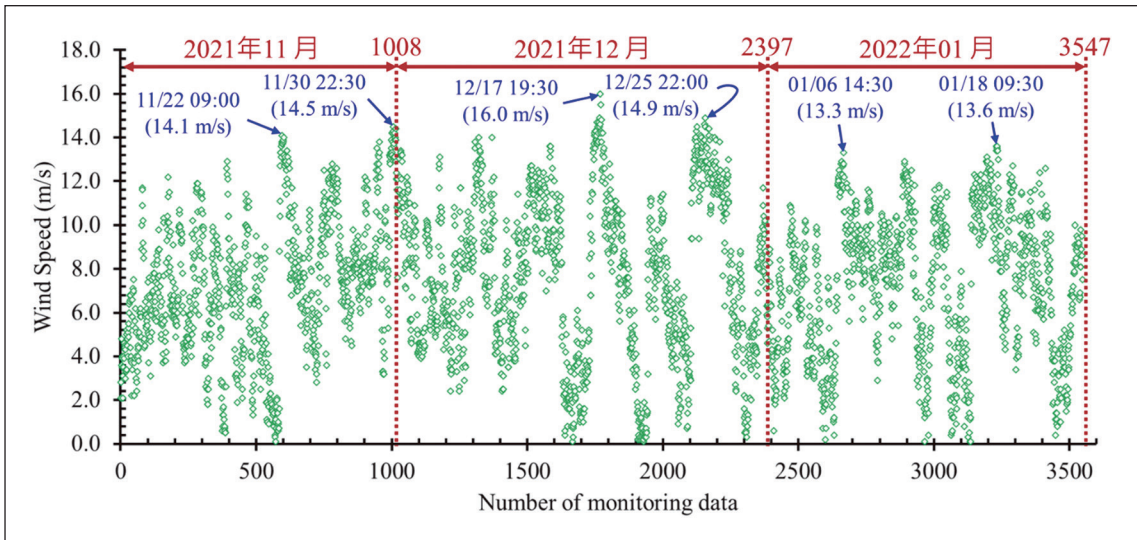 2021年11月 1008 2021年12月 2397 2022年01月 3547
11/22 09:00
(14.1 m/s)
11/30 22:30
(14.5 m/s)
12/17 19:30
(16.0 m/s)
12/25 22:00
(14.9 m/s)
01/06 14:30
(13.3 m/s)
01/18 09:30
(13.6 m/s)
Wind Speed (m/s)
18.0
16.0
14.0
12.0
10.0
8.0
6.0
4.0
2.0
0.0
0 500 1000 1500 2000 2500 3000 3500
Number of monitoring data